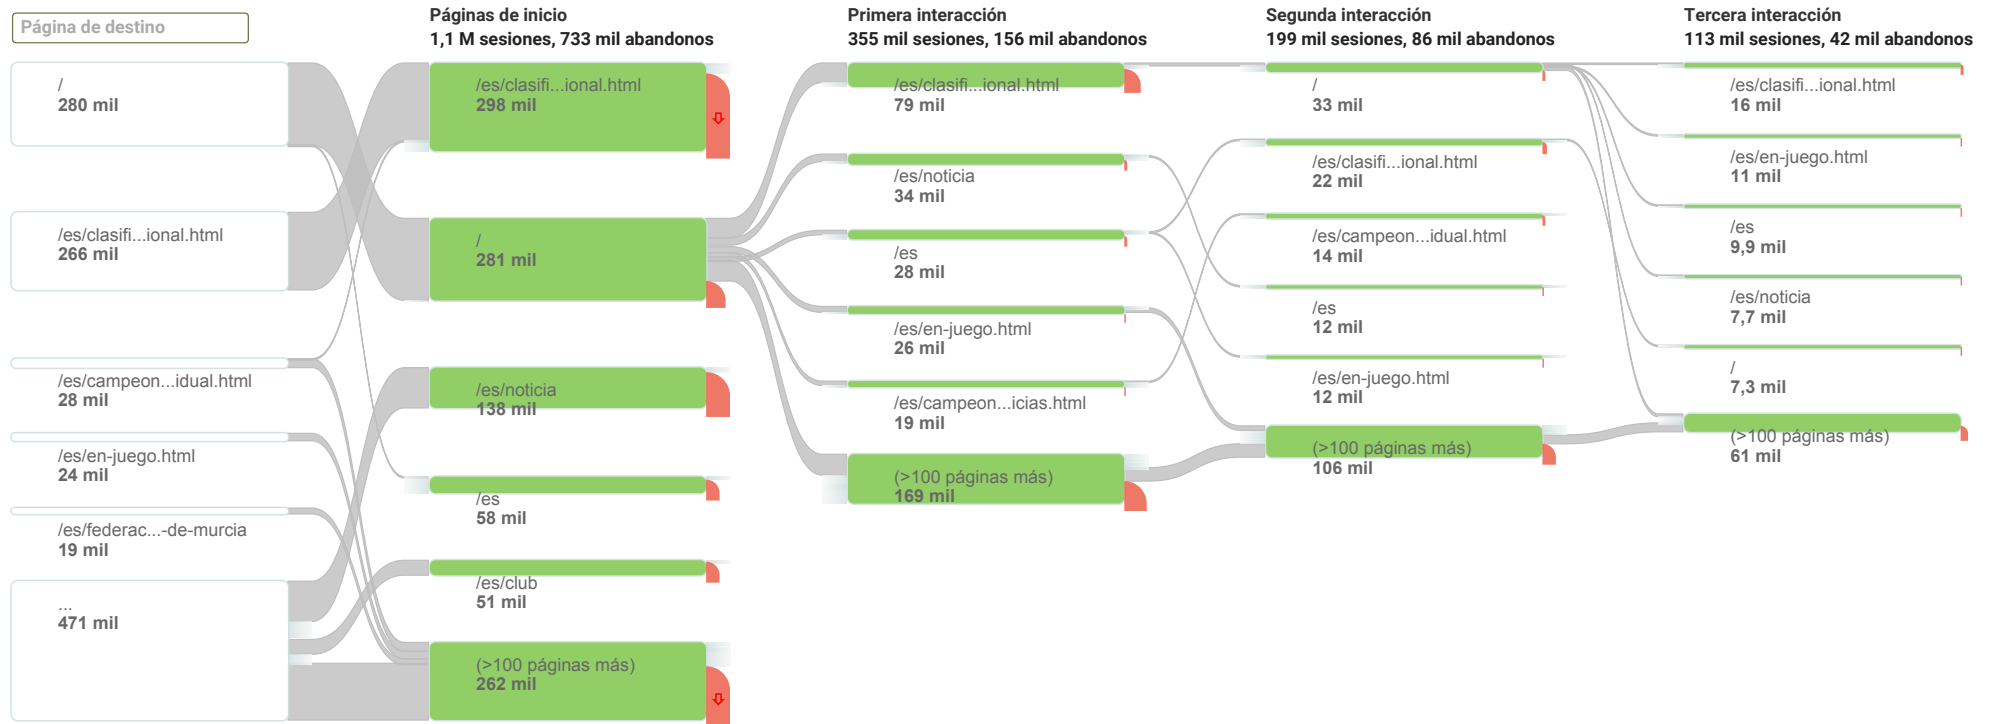 Página de destino
/
280 mil
/es/clasifi...ional.html
266 mil
/es/campeon...idual.html
28 mil
/es/en-juego.html
24 mil
/es/federac...-de-murcia
19 mil
...
471 mil
Páginas de inicio
1,1 M sesiones, 733 mil abandonos
/es/clasifi...ional.html
298 mil
/
281 mil
/es/noticia
138 mil
/es
58 mil
/es/club
51 mil
(>100 páginas más)
262 mil
Primera interacción
355 mil sesiones, 156 mil abandonos
/es/clasifi...ional.html
79 mil
/es/noticia
34 mil
/es
28 mil
/es/en-juego.html
26 mil
/es/campeon...icias.html
19 mil
(>100 páginas más)
169 mil
Segunda interacción
199 mil sesiones, 86 mil abandonos
/
33 mil
/es/clasifi...ional.html
22 mil
/es/campeon...idual.html
14 mil
/es
12 mil
/es/en-juego.html
12 mil
(>100 páginas más)
106 mil
Tercera interacción
113 mil sesiones, 42 mil abandonos
/es/clasifi...ional.html
16 mil
/es/en-juego.html
11 mil
/es
9,9 mil
/es/noticia
7,7 mil
/
7,3 mil
(>100 páginas más)
61 mil